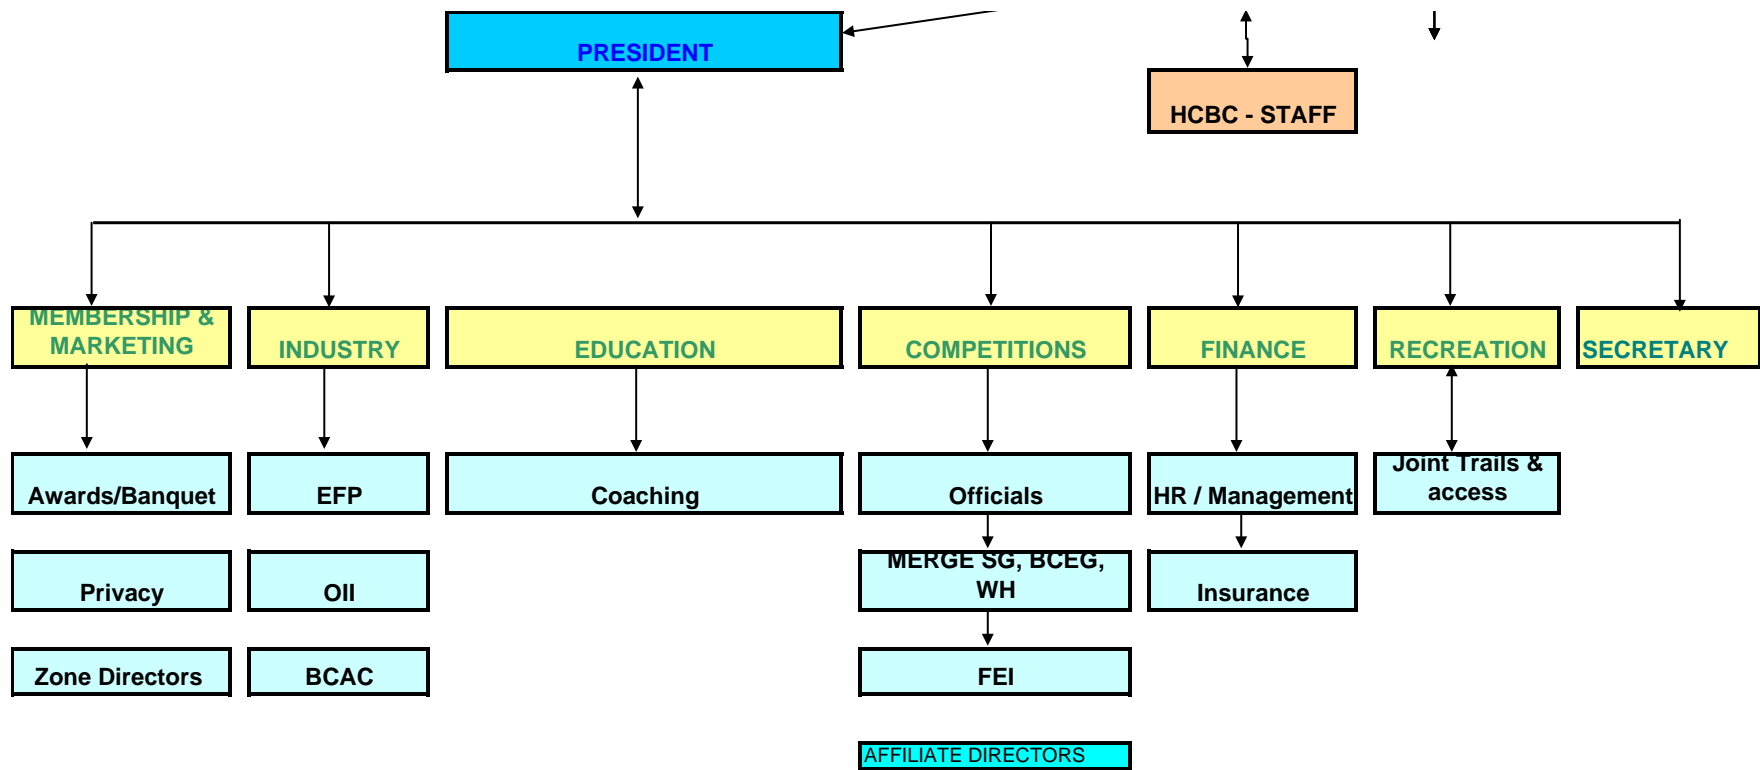 PRESIDENT
HCBC - STAFF
MEMBERSHIP &
MARKETING
INDUSTRY
EDUCATION
COMPETITIONS
FINANCE
RECREATION
SECRETARY
Awards/Banquet
EFP
Coaching
Officials
HR / Management
Joint Trails &
access
Privacy
OII
MERGE SG, BCEG,
WH
Insurance
Zone Directors
BCAC
FEI
AFFILIATE DIRECTORS